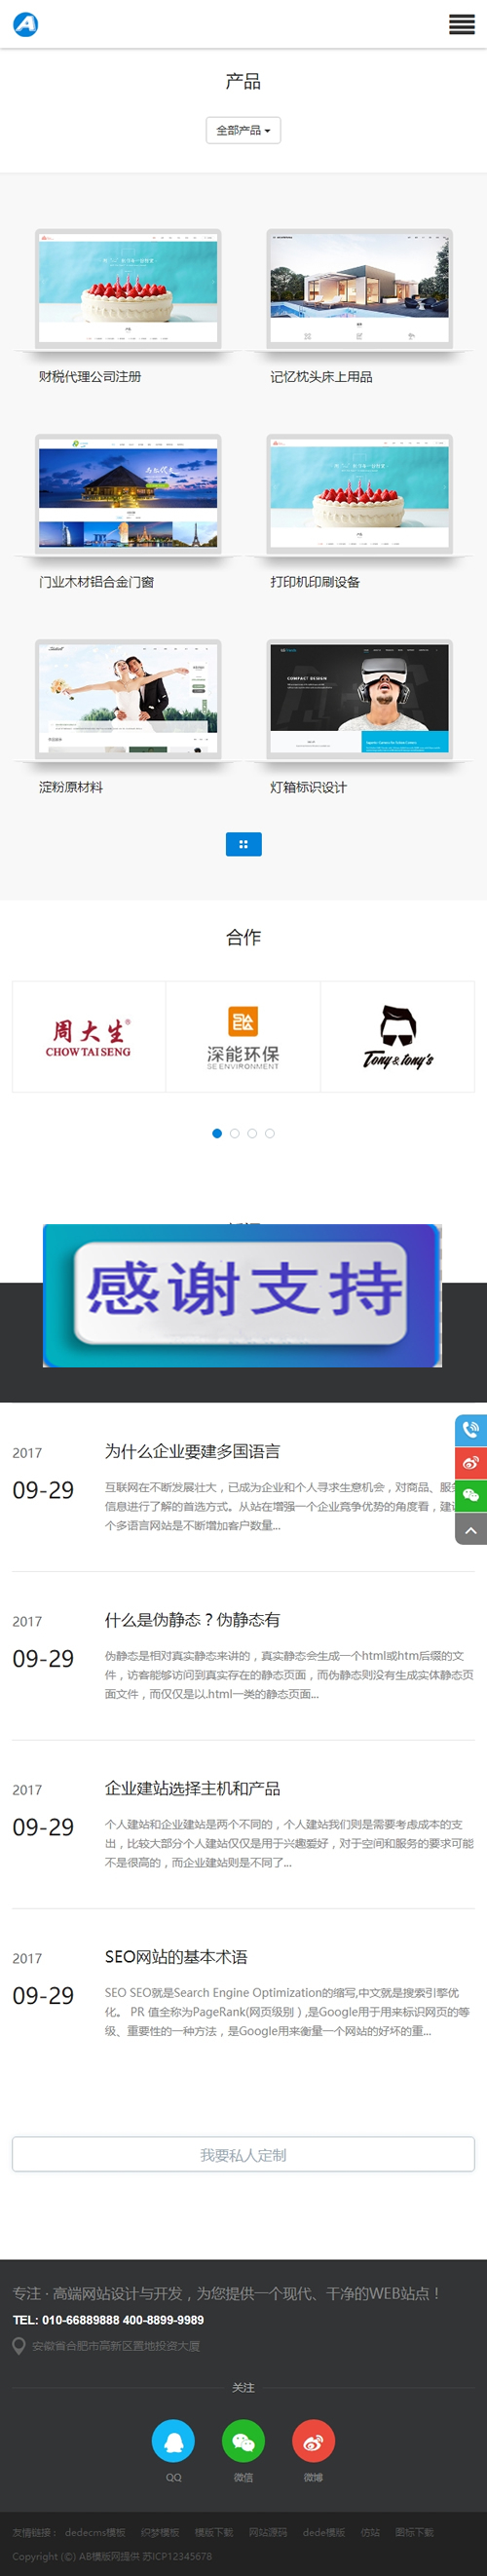 产品
全部产品
财税代理公司注册
记忆枕头床上用品
门业木材铝合金门窗
打印机印刷设备
COMPACT DESIGN
淀粉原材料
灯箱标识设计
合作
周大生®
CHOW TAI SENG
深能环保
SE ENVIRONMENT
Tony & tony's
感谢支持
2017
09-29
为什么企业要建多国语言
互联网在不断发展壮大，已成为企业和个人寻求生意机会，对商品、服
信息进行了解的首选方式。从站在增强一个企业竞争优势的角度看，建
个多语言网站是不断增加客户数量...
2017
09-29
什么是伪静态？伪静态有
伪静态是相对真实静态来讲的，真实静态会生成一个html或htm后缀的文
件，访客能够访问到真实存在的静态页面，而伪静态则没有生成实体静态页
面文件，而仅仅是以.html一类的静态页面...
2017
09-29
企业建站选择主机和产品
个人建站和企业建站是两个不同的，个人建站我们则是需要考虑成本的支
出，比较大部分个人建站仅仅是用于兴趣爱好，对于空间和服务的要求可能
不是很高的，而企业建站则是不同了...
2017
09-29
SEO网站的基本术语
SEO SEO就是Search Engine Optimization的缩写,中文就是搜索引擎优
化。 PR 值全称为PageRank(网页级别）,是Google用于用来标识网页的等
级、重要性的一种方法，是Google用来衡量一个网站的好坏的重...
我要私人定制
专注 · 高端网站设计与开发，为您提供一个现代、干净的WEB站点！
TEL: 010-66889888 400-8899-9989
安徽省合肥市高新区置地投资大厦
关注
QQ
微信
微博
友情链接： dedecms模板 织梦模板 模版下载 网站源码 dede模版 仿站 图标下载
Copyright (©) AB模版网提供 苏ICP12345678